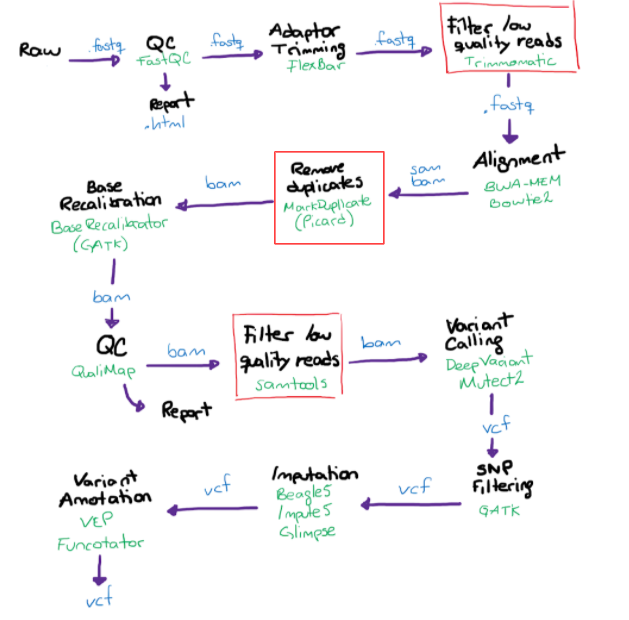 Raw
.fastq
QC
FastQC
fastq
Adaptor
Trimming
FlexBar
fastq
Filter low
quality reads
Trimmomatic
Report
.html
.fastq
Alignment
BWA-MEM
Bowtie2
sam
bam
Remove
duplicates
MarkDuplicate
(Picard)
bam
Base
Recalibration
BaseRecalibrator
(GATK)
bam
QC
QualiMap
Report
bam
Filter low
quality reads
samtools
bam
Variant
Calling
DeepVariant
Mutect2
vcf
SNP
Filtering
GATK
vcf
Imputation
Beagle5
Impute5
Glimpse
vcf
Variant
Anotation
VEP
Funcotator
vcf